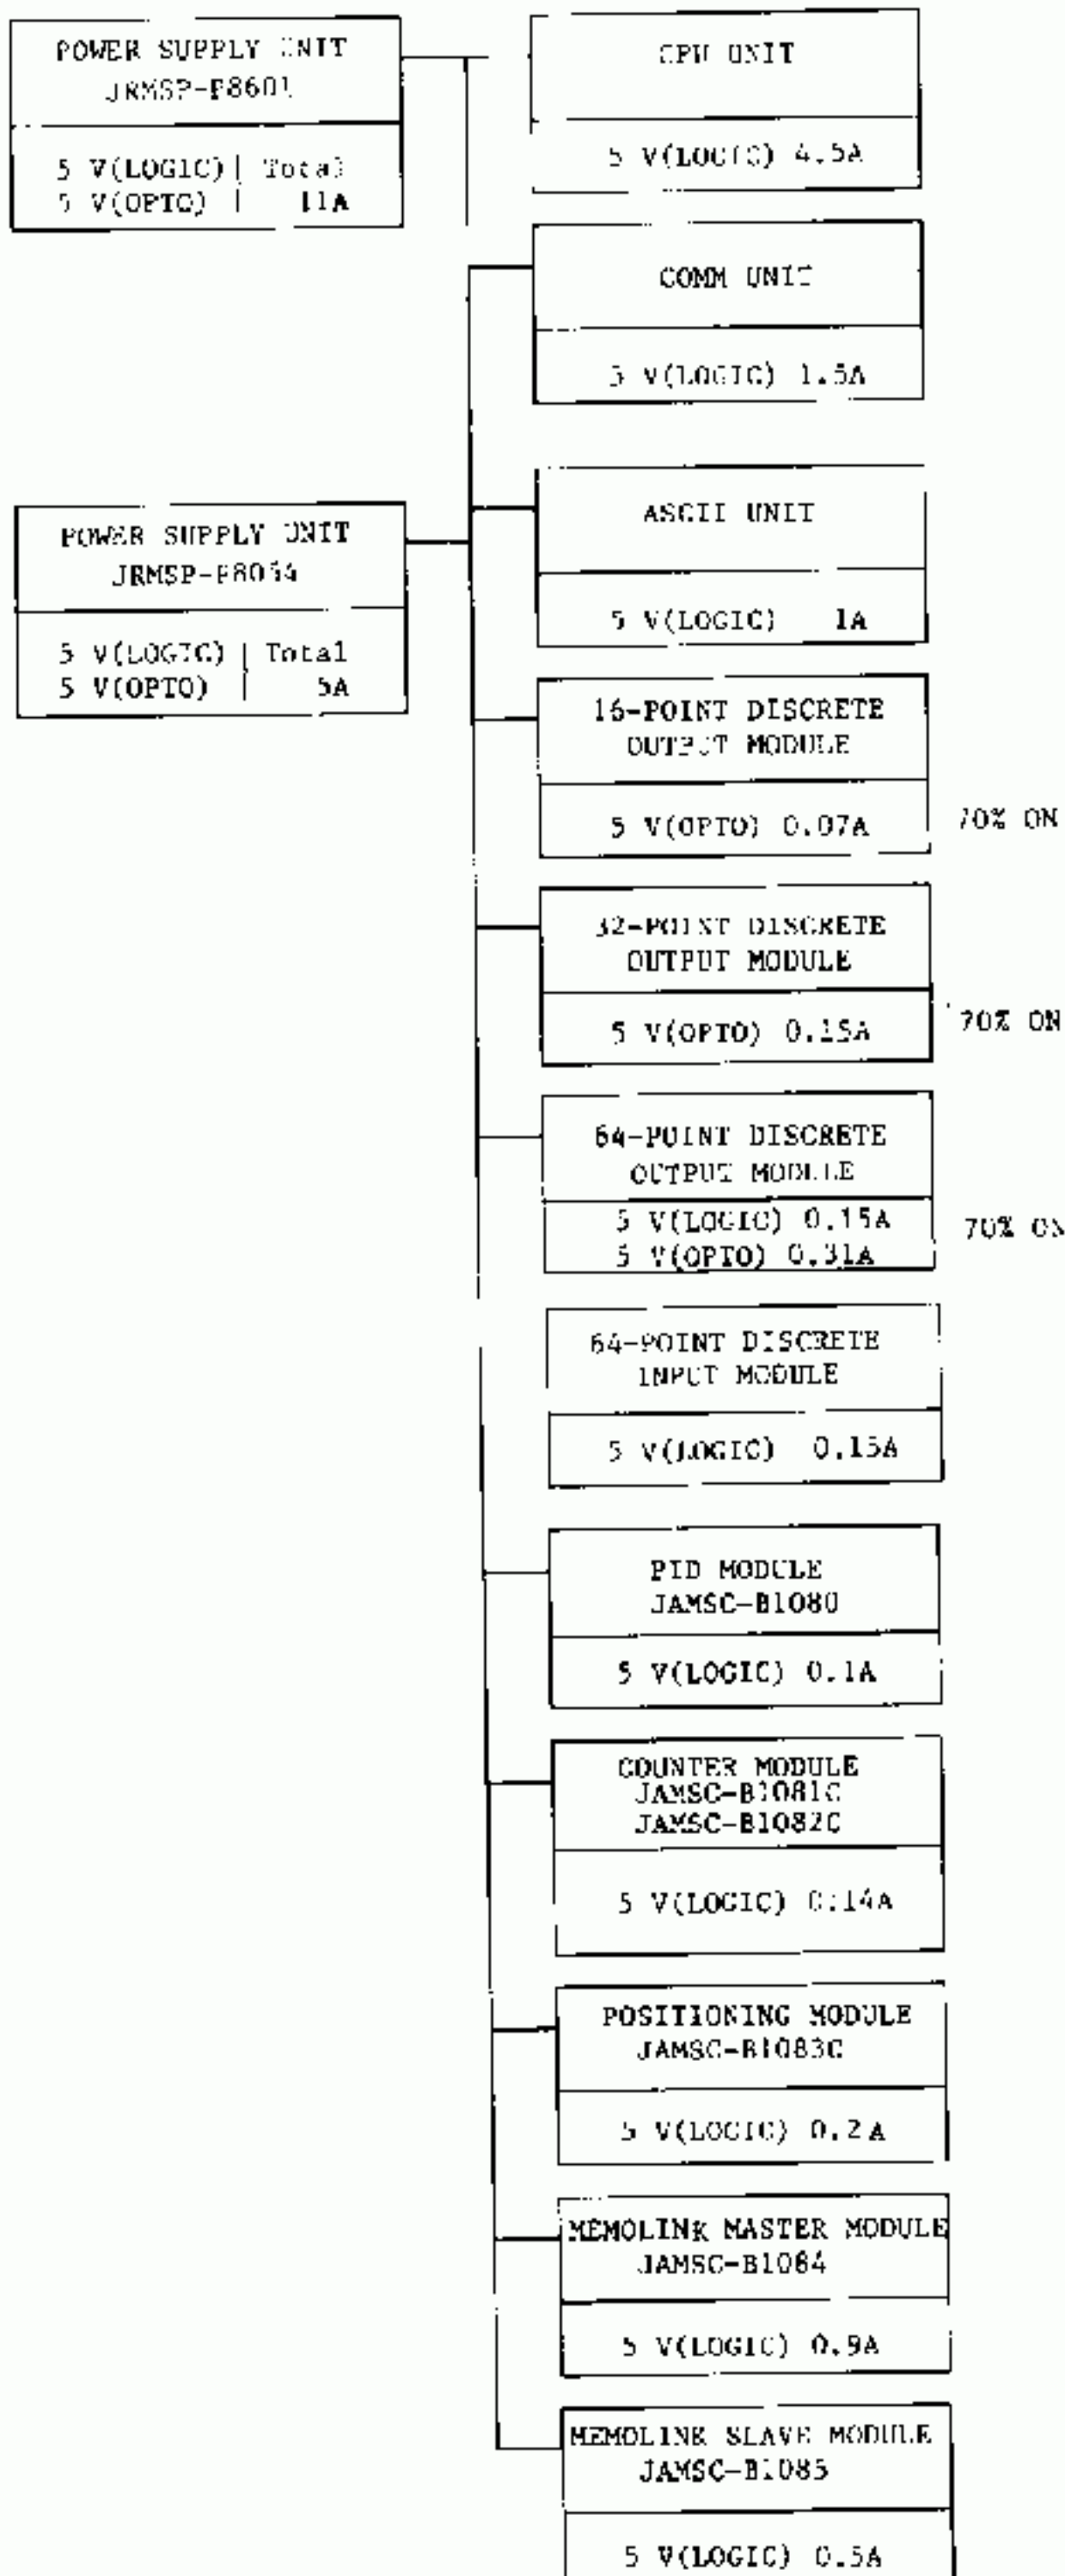 POWER SUPPLY UNIT
JRMSP-P8601
5 V(LOGIC) | Total
5 V(OPTO) | 11A
CPU UNIT
5 V(LOGIC) 4.5A
COMM UNIT
5 V(LOGIC) 1.5A
POWER SUPPLY UNIT
5 V(LOGIC) | Total
5 V(OPTO) | 5A
ASCII UNIT
5 V(LOGIC) 1A
16-POINT DISCRETE
OUTPUT MODULE
5 V(OPTO) 0.07A
70% ON
32-POINT DISCRETE
OUTPUT MODULE
5 V(OPTO) 0.15A
70% ON
64-POINT DISCRETE
OUTPUT MODULE
5 V(LOGIC) 0.15A
5 V(OPTO) 0.31A
70% ON
64-POINT DISCRETE
INPUT MODULE
5 V(LOGIC) 0.15A
PID MODULE
JAMSC-B1080
5 V(LOGIC) 0.1A
COUNTER MODULE
JAMSC-B1081C
JAMSC-B1082C
5 V(LOGIC) 0.14A
POSITIONING MODULE
JAMSC-B1083C
5 V(LOGIC) 0.2A
MEMOLINK MASTER MODULE
JAMSC-B1084
5 V(LOGIC) 0.9A
MEMOLINK SLAVE MODULE
JAMSC-B1085
5 V(LOGIC) 0.5A